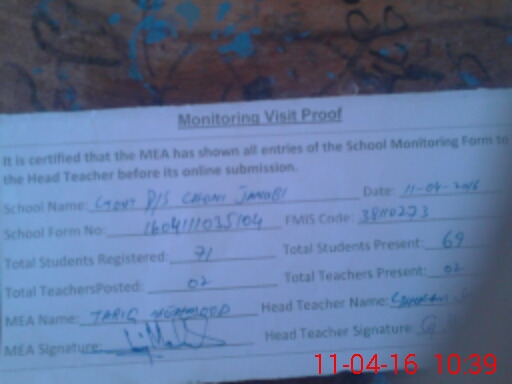 Monitoring Visit Proof
It is certified that the MEA has shown all entries of the School Monitoring Form to
the Head Teacher before its online submission.
School Name: Govt P/S Janobi Date: 11-04-2016
School Form No: FMIS Code:
Total Students Registered: 71 Total Students Present: 69
Total TeachersPosted: 02 Total Teachers Present: 02
MEA Name: TARIQ MEHMOOD Head Teacher Name:
MEA Signature: Head Teacher Signature:
11-04-16 10:39